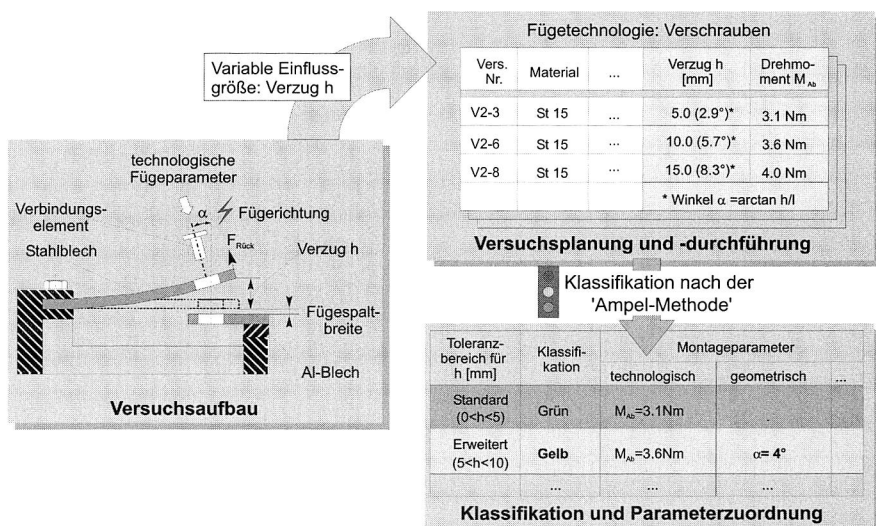 Variable Einfluss-
größe: Verzug h
Fügetechnologie: Verschrauben
Vers. Nr. Material ... Verzug h [mm] Drehmo-
ment M_Ab
V2-3 St 15 ... 5.0 (2.9°)* 3.1 Nm
V2-6 St 15 ... 10.0 (5.7°)* 3.6 Nm
V2-8 St 15 ... 15.0 (8.3°)* 4.0 Nm
* Winkel α =arctan h/l
Versuchsplanung und -durchführung
technologische
Fügeparameter
α
Fügerichtung
Verbindungs-
element
Stahlblech
F_Rück
Verzug h
Fügespalt-
breite
Al-Blech
Versuchsaufbau
Klassifikation nach der
'Ampel-Methode'
Toleranz-
bereich für
h [mm]
Klassifi-
kation
Montageparameter
technologisch geometrisch ...
Standard
(0<h<5)
Grün M_Ab=3.1Nm
Erweitert
(5<h<10)
Gelb M_Ab=3.6Nm α= 4°
... ... ... ...
Klassifikation und Parameterzuordnung